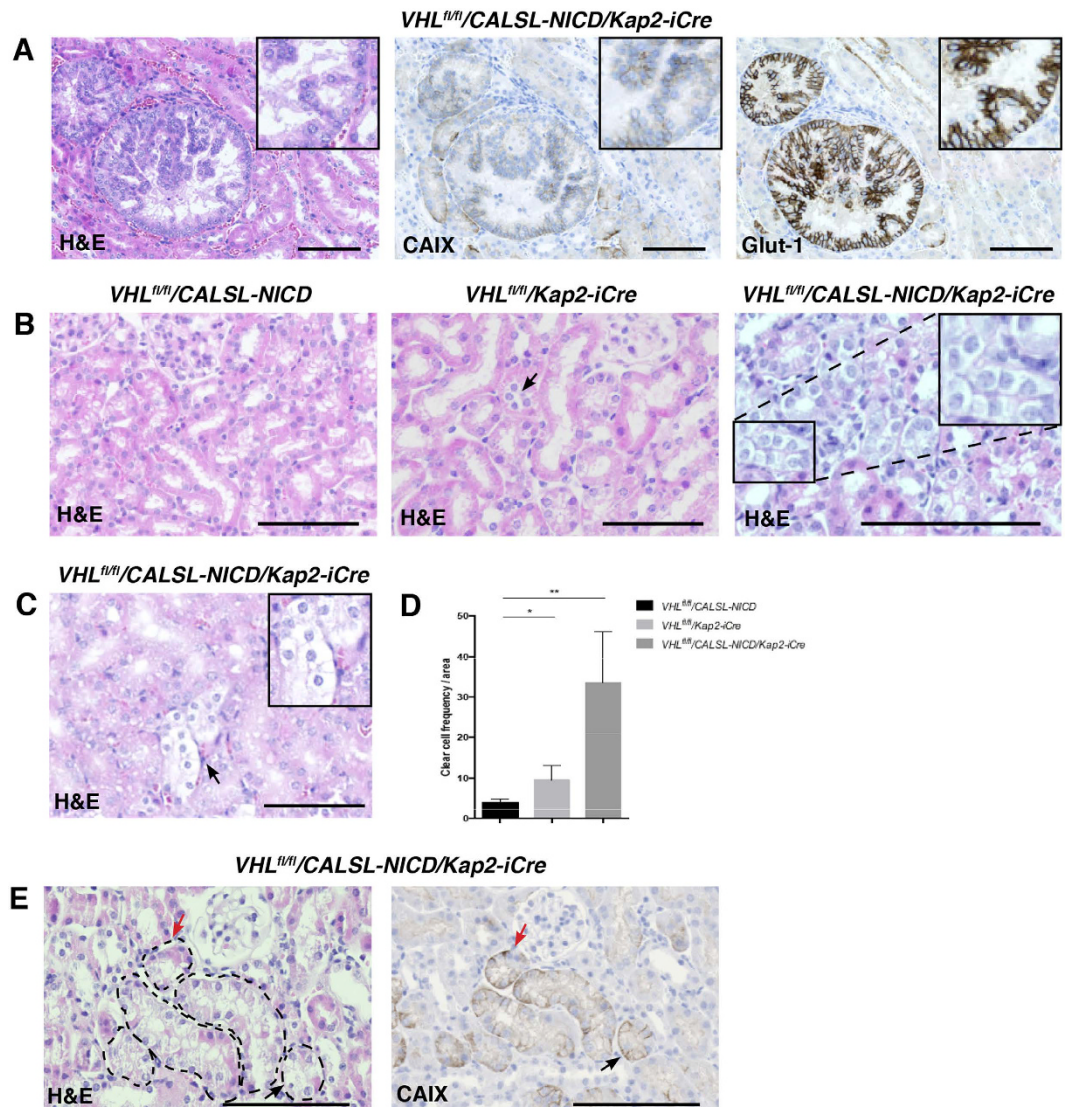 VHLfl/fl/CALSL-NICD/Kap2-iCre
A
H&E
CAIX
Glut-1
VHLfl/fl/CALSL-NICD
VHLfl/fl/Kap2-iCre
VHLfl/fl/CALSL-NICD/Kap2-iCre
B
H&E
H&E
H&E
VHLfl/fl/CALSL-NICD/Kap2-iCre
C
H&E
D
Clear cell frequency / area
50
40
30
20
10
0
*
**
VHLfl/fl/CALSL-NICD
VHLfl/fl/Kap2-iCre
VHLfl/fl/CALSL-NICD/Kap2-iCre
VHLfl/fl/CALSL-NICD/Kap2-iCre
E
H&E
CAIX